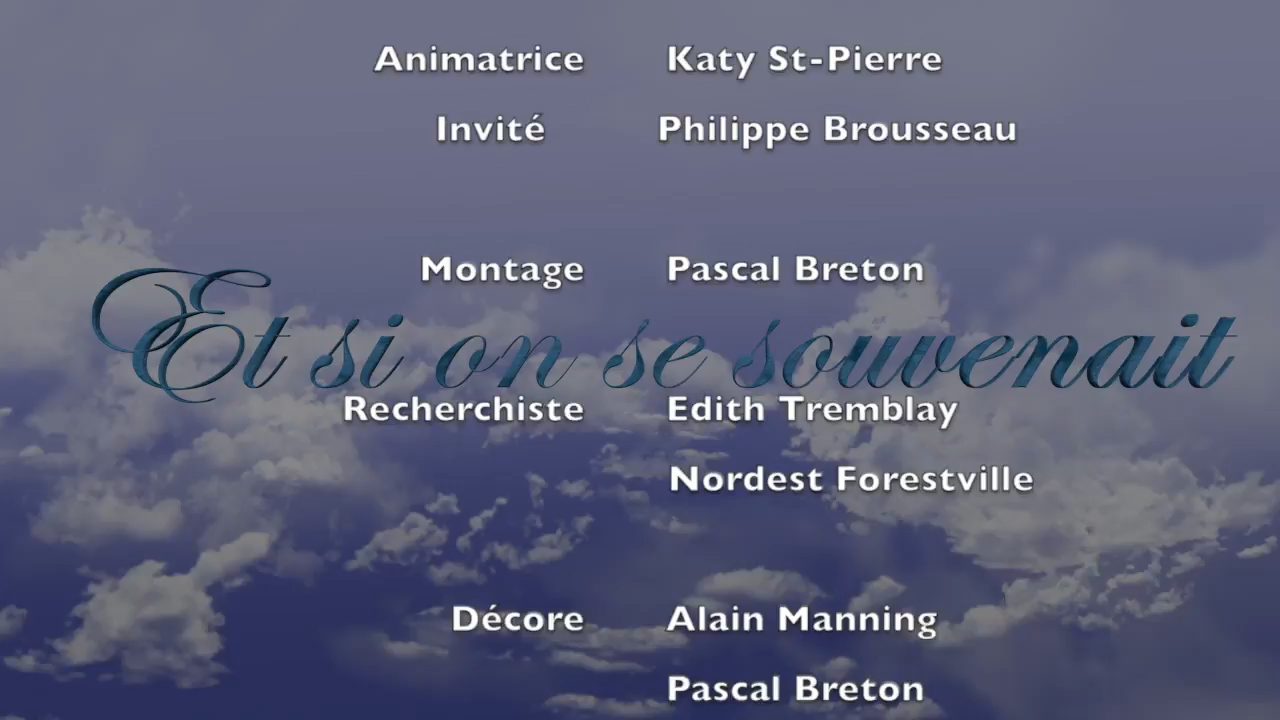 Animatrice Katy St-Pierre
Invité Philippe Brousseau
Montage Pascal Breton
Et si on se souvenait
Recherchiste Edith Tremblay
Nordest Forestville
Décore Alain Manning
Pascal Breton